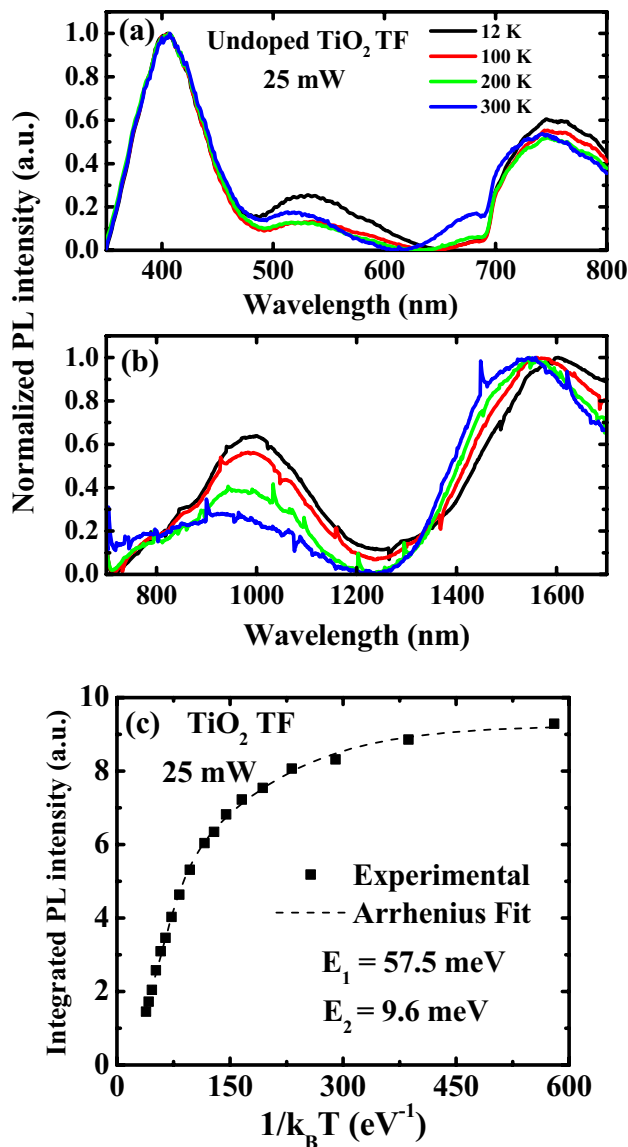 (a) Undoped TiO₂ TF
25 mW
12 K
100 K
200 K
300 K
1.0
0.8
0.6
0.4
0.2
0.0
400 500 600 700 800
Wavelength (nm)
Normalized PL intensity (a.u.)
(b)
1.0
0.8
0.6
0.4
0.2
0.0
800 1000 1200 1400 1600
Wavelength (nm)
(c) TiO₂ TF
25 mW
10
8
6
4
2
0
Integrated PL intensity (a.u.)
Experimental
Arrhenius Fit
E₁ = 57.5 meV
E₂ = 9.6 meV
0 150 300 450 600
1/k_BT (eV⁻¹)